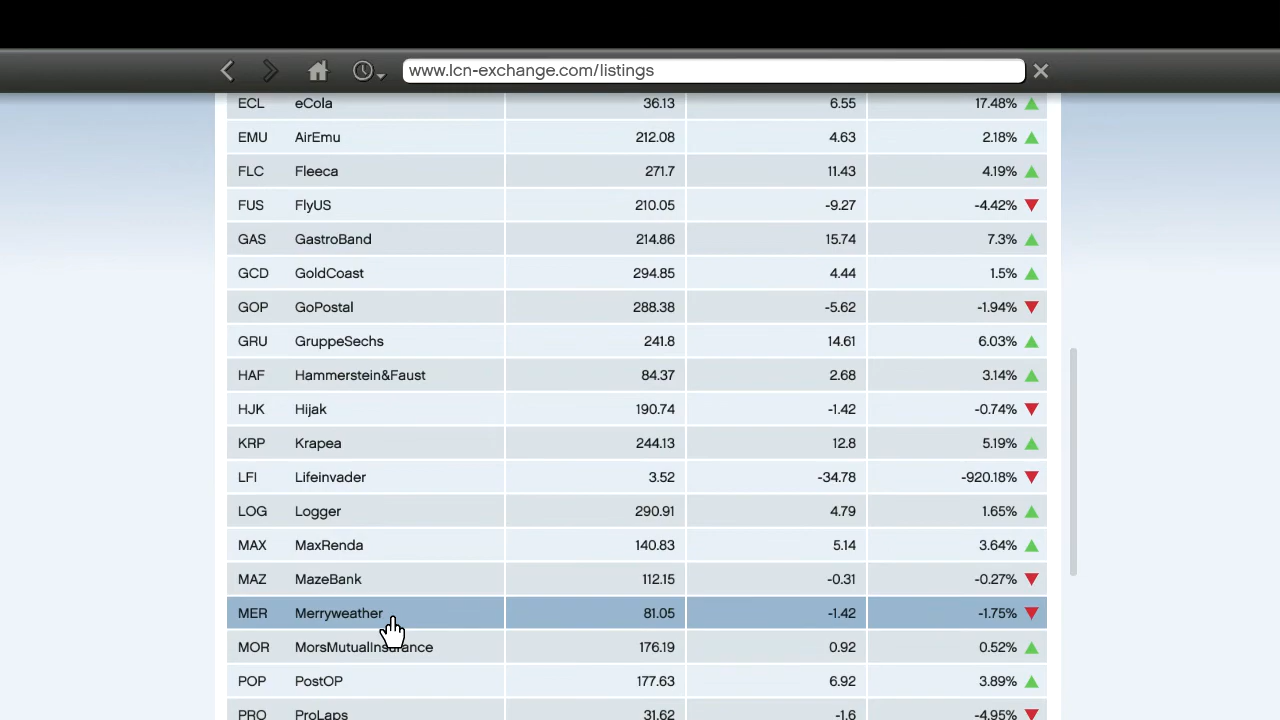 www.lcn-exchange.com/listings
ECL eCola 36.13 6.55 17.48%
EMU AirEmu 212.08 4.63 2.18%
FLC Fleeca 271.7 11.43 4.19%
FUS FlyUS 210.05 -9.27 -4.42%
GAS GastroBand 214.86 15.74 7.3%
GCD GoldCoast 294.85 4.44 1.5%
GOP GoPostal 288.38 -5.62 -1.94%
GRU GruppeSechs 241.8 14.61 6.03%
HAF Hammerstein&Faust 84.37 2.68 3.14%
HJK Hijak 190.74 -1.42 -0.74%
KRP Krapea 244.13 12.8 5.19%
LFI Lifeinvader 3.52 -34.78 -920.18%
LOG Logger 290.91 4.79 1.65%
MAX MaxRenda 140.83 5.14 3.64%
MAZ MazeBank 112.15 -0.31 -0.27%
MER Merryweather 81.05 -1.42 -1.75%
MOR MorsMutualInsurance 176.19 0.92 0.52%
POP PostOP 177.63 6.92 3.89%
PRO ProLaps 31.62 -1.6 -4.95%